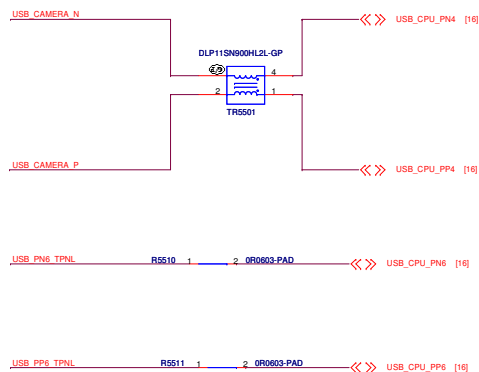 USB_CAMERA_N
USB_CPU_PN4 [16]
DLP11SN900HL2L-GP
4
2
1
TR5501
USB_CAMERA_P
USB_CPU_PP4 [16]
USB_PN6_TPNL R5510 1 2 0R0603-PAD USB_CPU_PN6 [16]
USB_PP6_TPNL R5511 1 2 0R0603-PAD USB_CPU_PP6 [16]